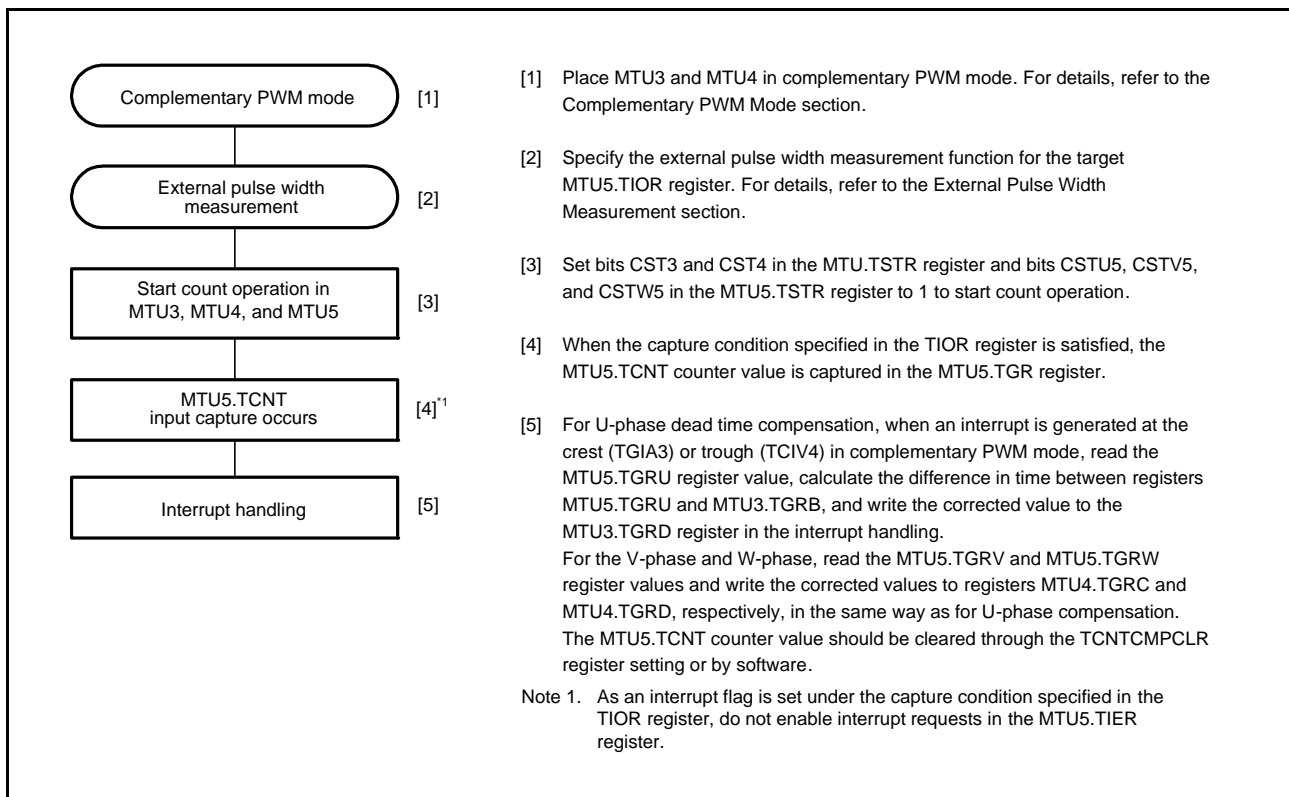 Complementary PWM mode
[1]
External pulse width
measurement
[2]
Start count operation in
MTU3, MTU4, and MTU5
[3]
MTU5.TCNT
input capture occurs
[4]*1
Interrupt handling
[5]
[1] Place MTU3 and MTU4 in complementary PWM mode. For details, refer to the
Complementary PWM Mode section.
[2] Specify the external pulse width measurement function for the target
MTU5.TIOR register. For details, refer to the External Pulse Width
Measurement section.
[3] Set bits CST3 and CST4 in the MTU.TSTR register and bits CSTU5, CSTV5,
and CSTW5 in the MTU5.TSTR register to 1 to start count operation.
[4] When the capture condition specified in the TIOR register is satisfied, the
MTU5.TCNT counter value is captured in the MTU5.TGR register.
[5] For U-phase dead time compensation, when an interrupt is generated at the
crest (TGIA3) or trough (TCIV4) in complementary PWM mode, read the
MTU5.TGRU register value, calculate the difference in time between registers
MTU5.TGRU and MTU3.TGRB, and write the corrected value to the
MTU3.TGRD register in the interrupt handling.
For the V-phase and W-phase, read the MTU5.TGRV and MTU5.TGRW
register values and write the corrected values to registers MTU4.TGRC and
MTU4.TGRD, respectively, in the same way as for U-phase compensation.
The MTU5.TCNT counter value should be cleared through the TCNTCMPCLR
register setting or by software.
Note 1. As an interrupt flag is set under the capture condition specified in the
TIOR register, do not enable interrupt requests in the MTU5.TIER
register.